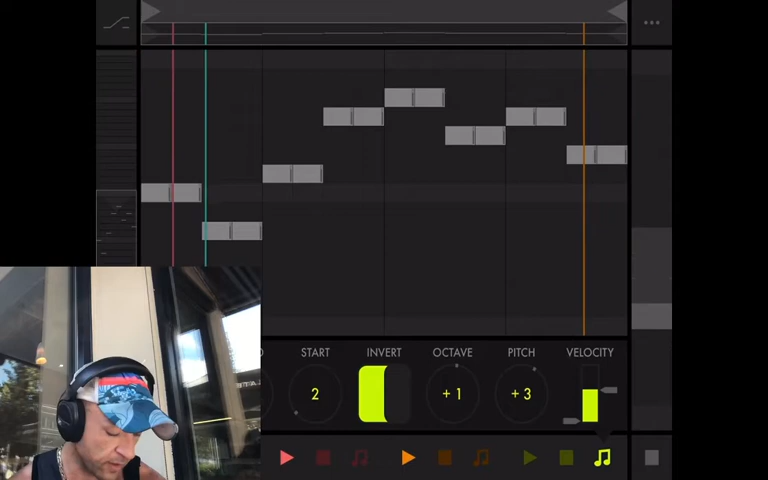 START INVERT OCTAVE PITCH VELOCITY
2 + 1 + 3